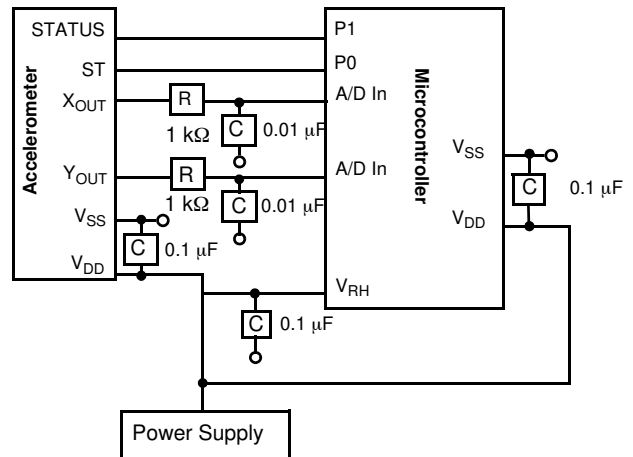 STATUS
P1
ST
P0
XOUT
R
A/D In
1 kΩ
C
0.01 µF
YOUT
R
A/D In
1 kΩ
C
0.01 µF
Accelerometer
Microcontroller
VSS
C
0.1 µF
VDD
VSS
C
0.1 µF
VDD
VRH
C
0.1 µF
Power Supply